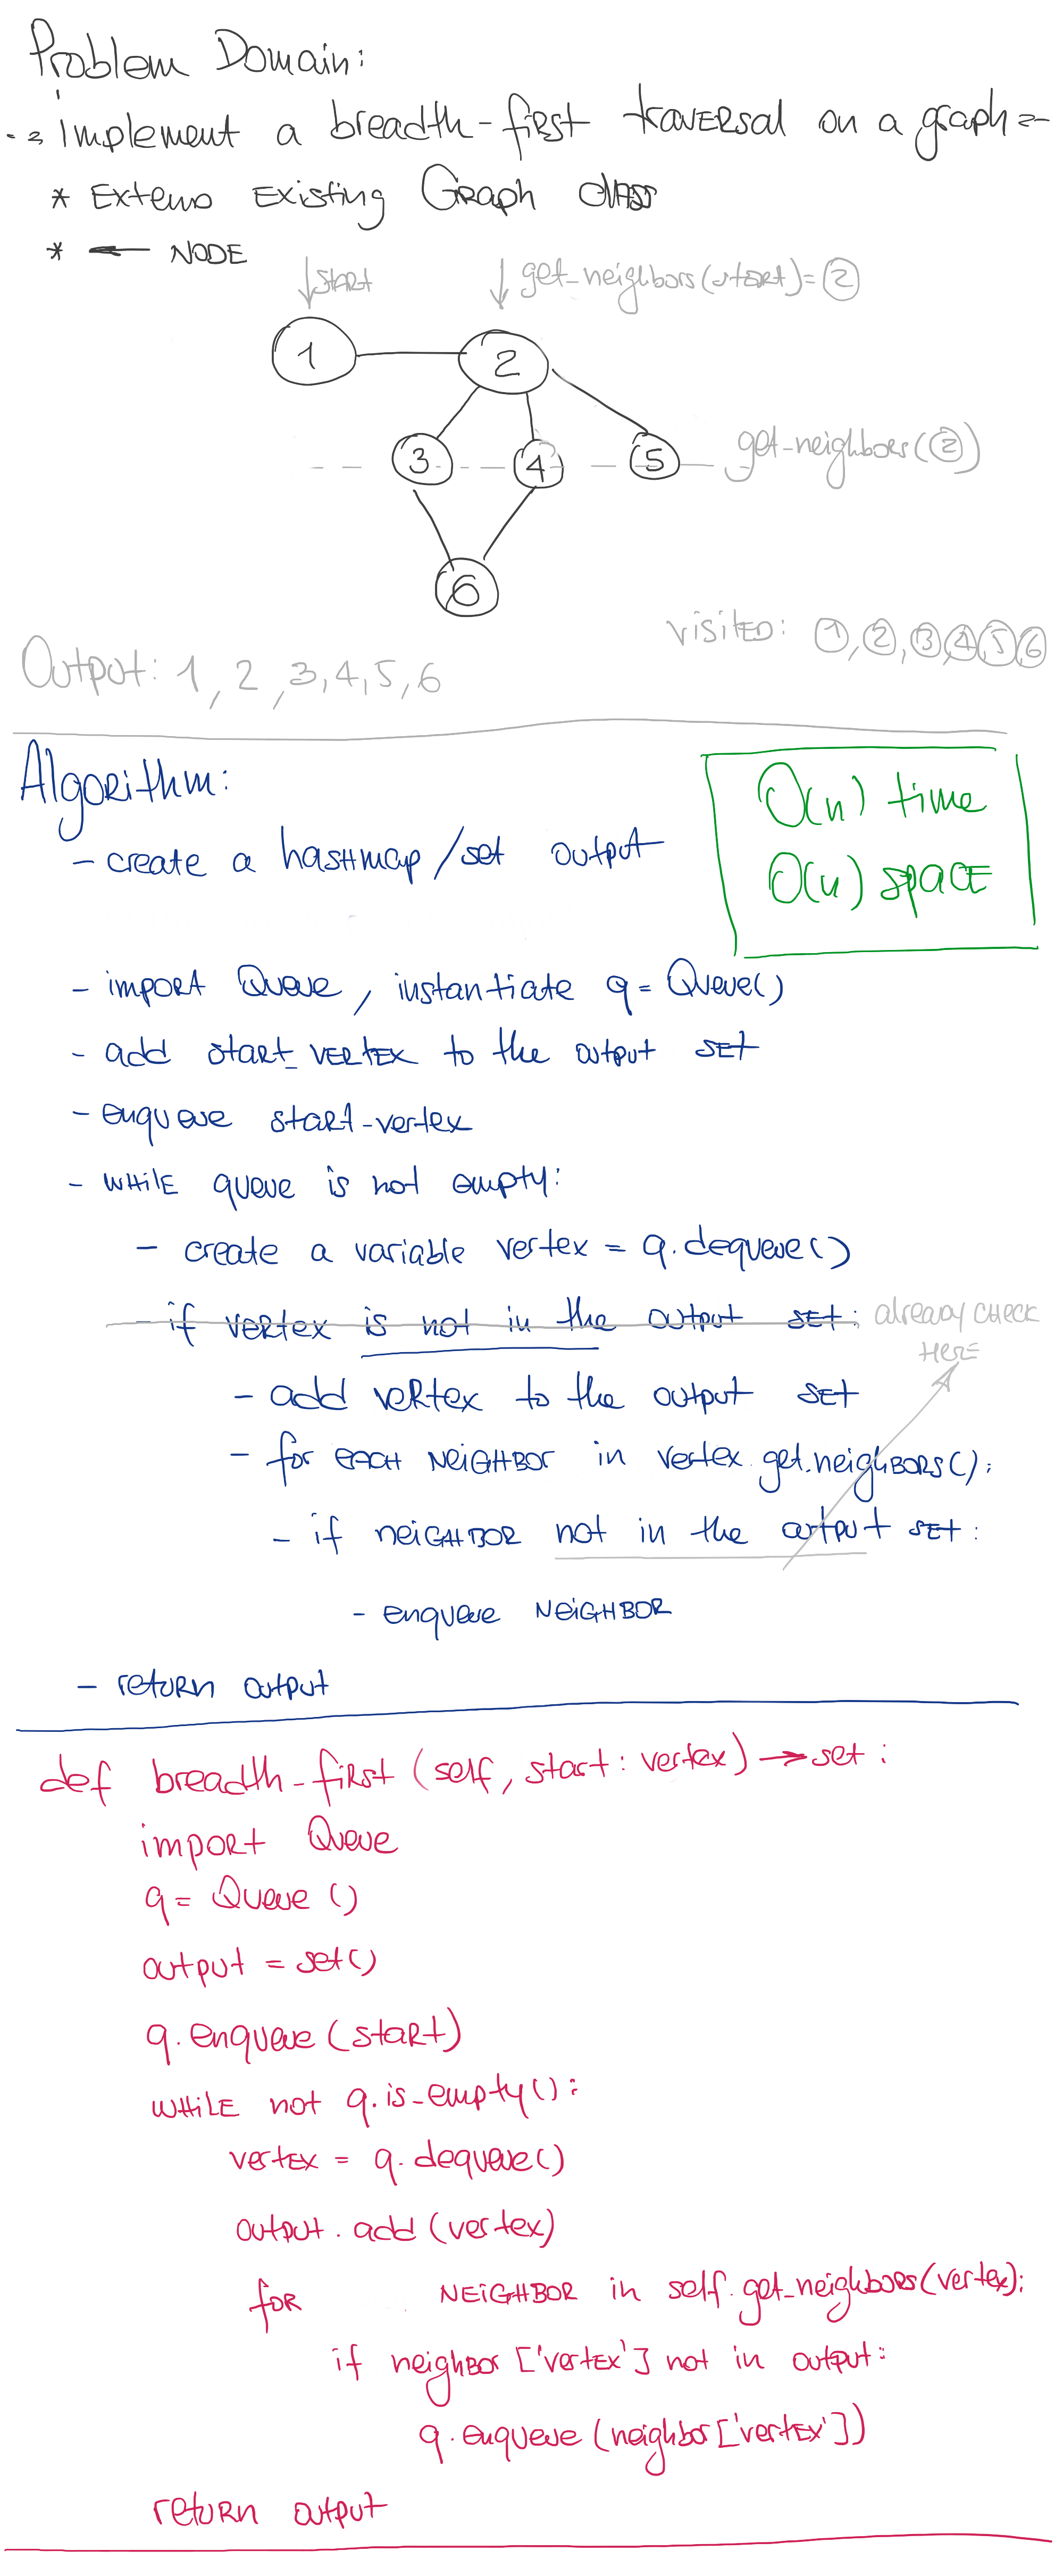 Problem Domain:
-> implement a breadth-first traversal on a graph =-
* Extend Existing Graph class
* ← NODE
↓ START
↓ get_neighbors(start) = ②
1
2
3
4
5
get_neighbors(②)
6
visited: ①, ②, ③, ④, ⑤, ⑥
Output: 1, 2, 3, 4, 5, 6
Algorithm:
O(n) time
O(n) space
- create a hashmap/set output
- import Queue, instantiate q = Queue()
- add start_vertex to the output set
- enqueue start-vertex
- while queue is not empty:
- create a variable vertex = q.dequeue()
- if vertex is not in the output set: already check
here
- add vertex to the output set
- for each neighbor in vertex.get.neighbors():
- if neighbor not in the output set:
- enqueue neighbor
- return output
def breadth-first (self, start: vertex) → set:
import Queue
q = Queue ()
output = set()
q.enqueue(start)
while not q.is_empty():
vertex = q.dequeue()
output.add(vertex)
for neighbor in self.get_neighbors(vertex):
if neighbor ['vertex'] not in output:
q.enqueue (neighbor['vertex'])
return output